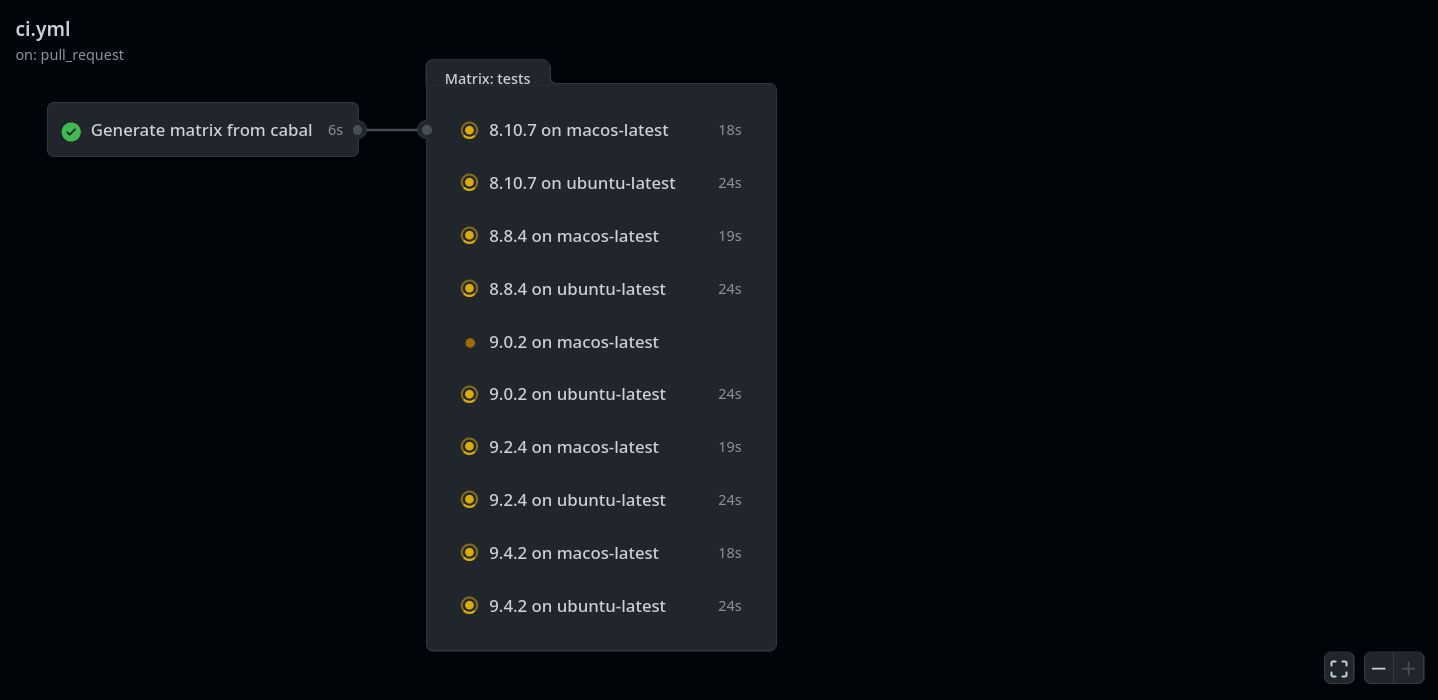 ci.yml
on: pull_request
Matrix: tests
Generate matrix from cabal 6s
8.10.7 on macos-latest 18s
8.10.7 on ubuntu-latest 24s
8.8.4 on macos-latest 19s
8.8.4 on ubuntu-latest 24s
9.0.2 on macos-latest
9.0.2 on ubuntu-latest 24s
9.2.4 on macos-latest 19s
9.2.4 on ubuntu-latest 24s
9.4.2 on macos-latest 18s
9.4.2 on ubuntu-latest 24s